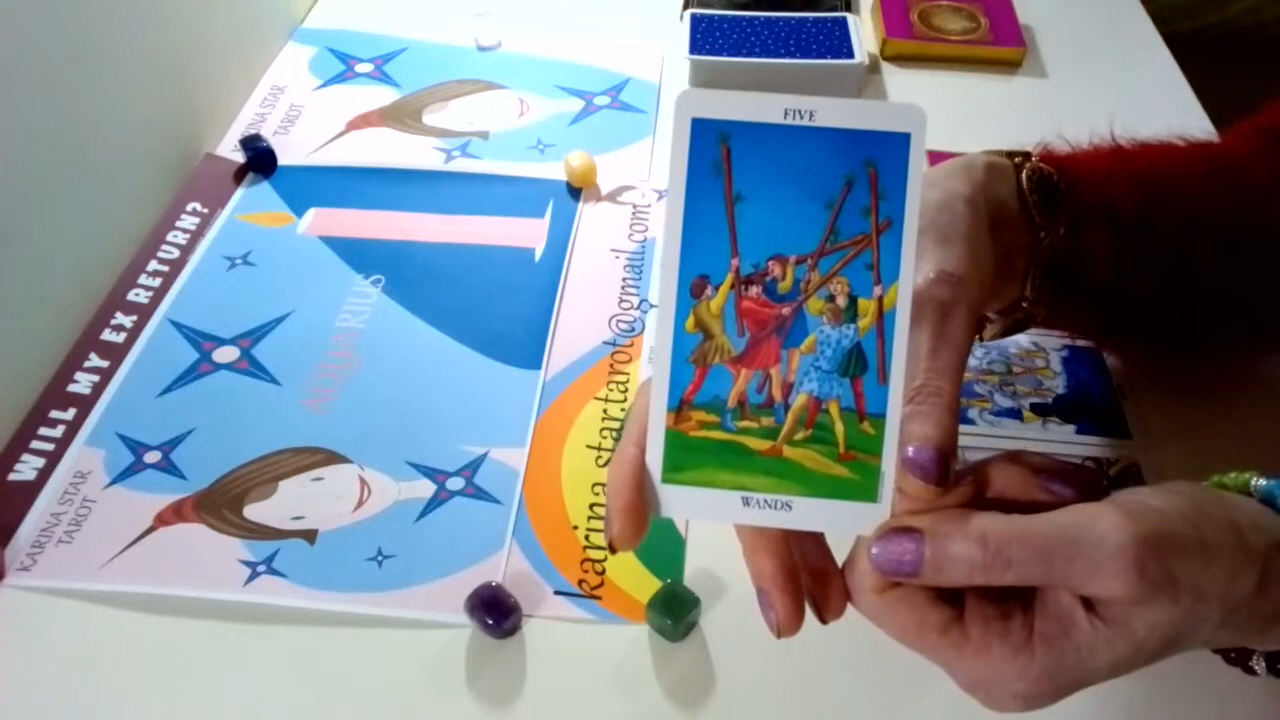 KARINA STAR
TAROT
WILL MY EX RETURN?
AQUARIUS
KARINA STAR
TAROT
karina.star.tarot@gmail.com
FIVE
WANDS